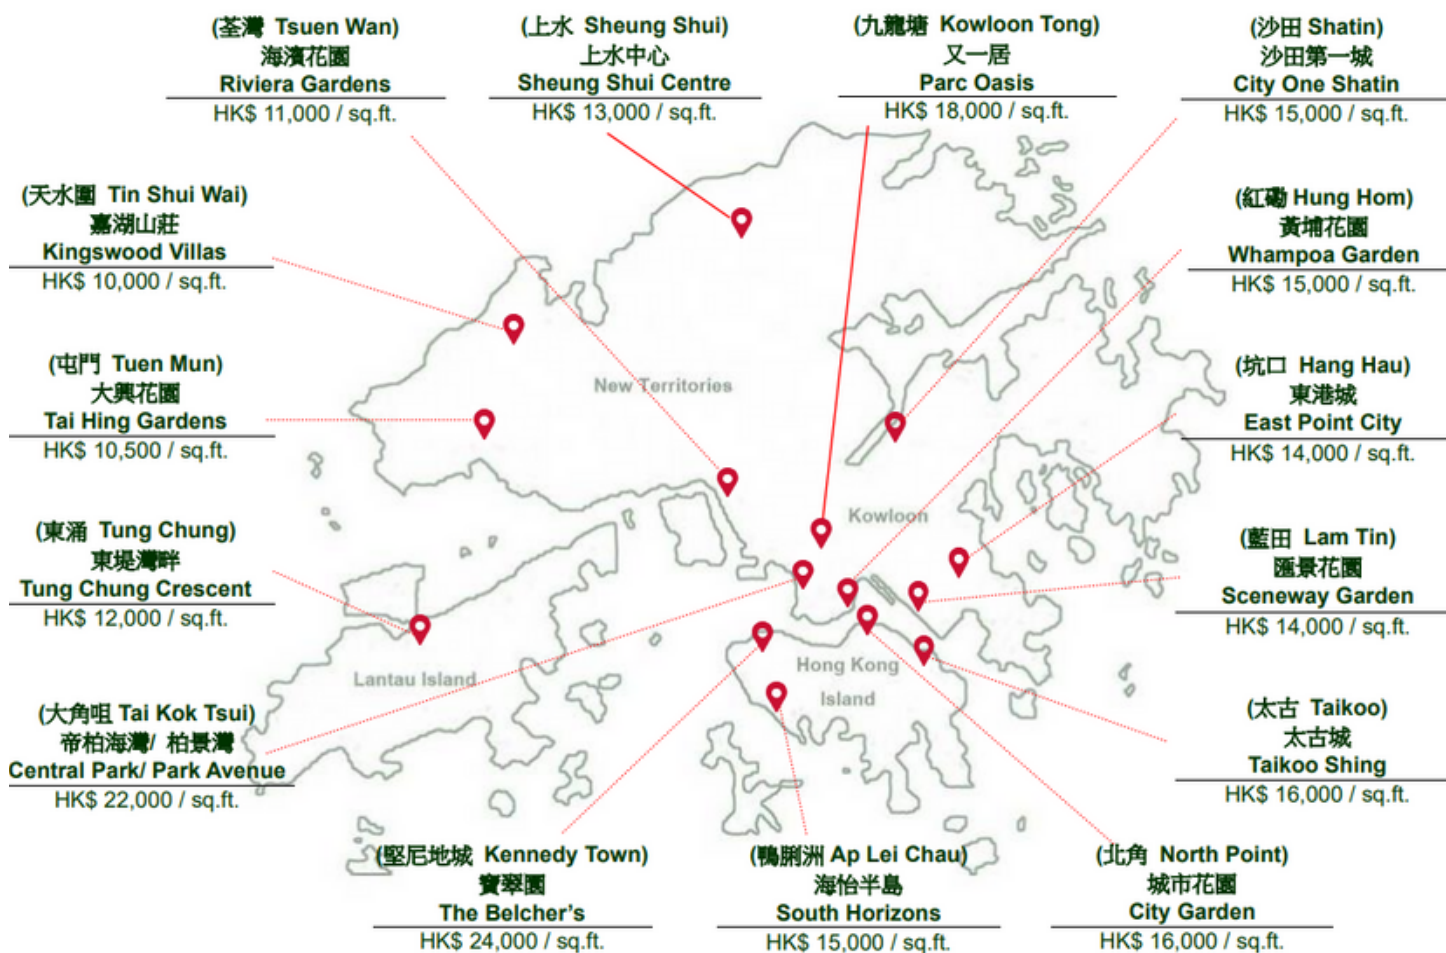 (荃灣 Tsuen Wan)
海濱花園
Riviera Gardens
HK$ 11,000 / sq.ft.
(上水 Sheung Shui)
上水中心
Sheung Shui Centre
HK$ 13,000 / sq.ft.
(九龍塘 Kowloon Tong)
又一居
Parc Oasis
HK$ 18,000 / sq.ft.
(沙田 Shatin)
沙田第一城
City One Shatin
HK$ 15,000 / sq.ft.
(天水圍 Tin Shui Wai)
嘉湖山莊
Kingswood Villas
HK$ 10,000 / sq.ft.
(紅磡 Hung Hom)
黃埔花園
Whampoa Garden
HK$ 15,000 / sq.ft.
(屯門 Tuen Mun)
大興花園
Tai Hing Gardens
HK$ 10,500 / sq.ft.
New Territories
(坑口 Hang Hau)
東港城
East Point City
HK$ 14,000 / sq.ft.
(東涌 Tung Chung)
東堤灣畔
Tung Chung Crescent
HK$ 12,000 / sq.ft.
Kowloon
(藍田 Lam Tin)
匯景花園
Sceneway Garden
HK$ 14,000 / sq.ft.
Lantau Island
Hong Kong
Island
(大角咀 Tai Kok Tsui)
帝柏海灣/ 柏景灣
Central Park/ Park Avenue
HK$ 22,000 / sq.ft.
(太古 Taikoo)
太古城
Taikoo Shing
HK$ 16,000 / sq.ft.
(堅尼地城 Kennedy Town)
寶翠園
The Belcher's
HK$ 24,000 / sq.ft.
(鴨脷洲 Ap Lei Chau)
海怡半島
South Horizons
HK$ 15,000 / sq.ft.
(北角 North Point)
城市花園
City Garden
HK$ 16,000 / sq.ft.